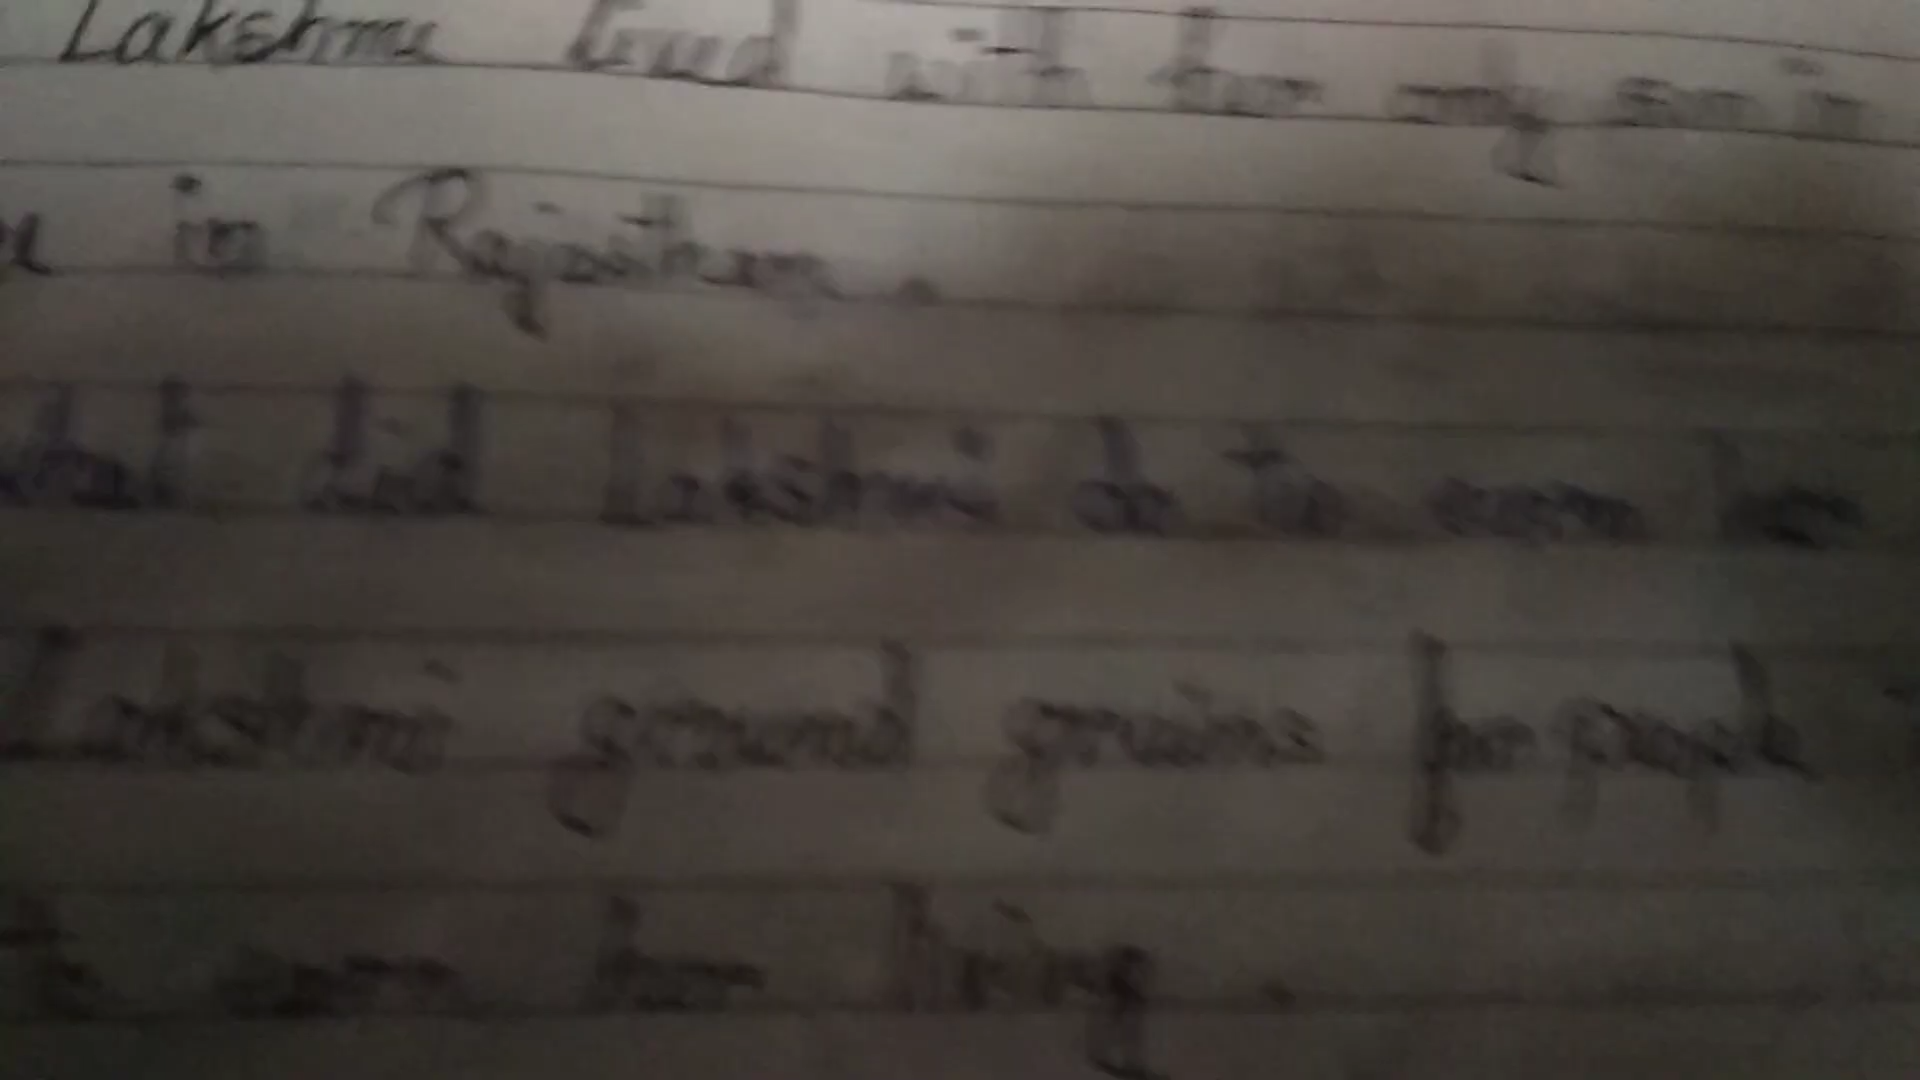 Lakshmi lived with her only son in
in Rajasthan.
what did Lakshmi do to earn her
Lakshmi ground grains for people
to earn her living.